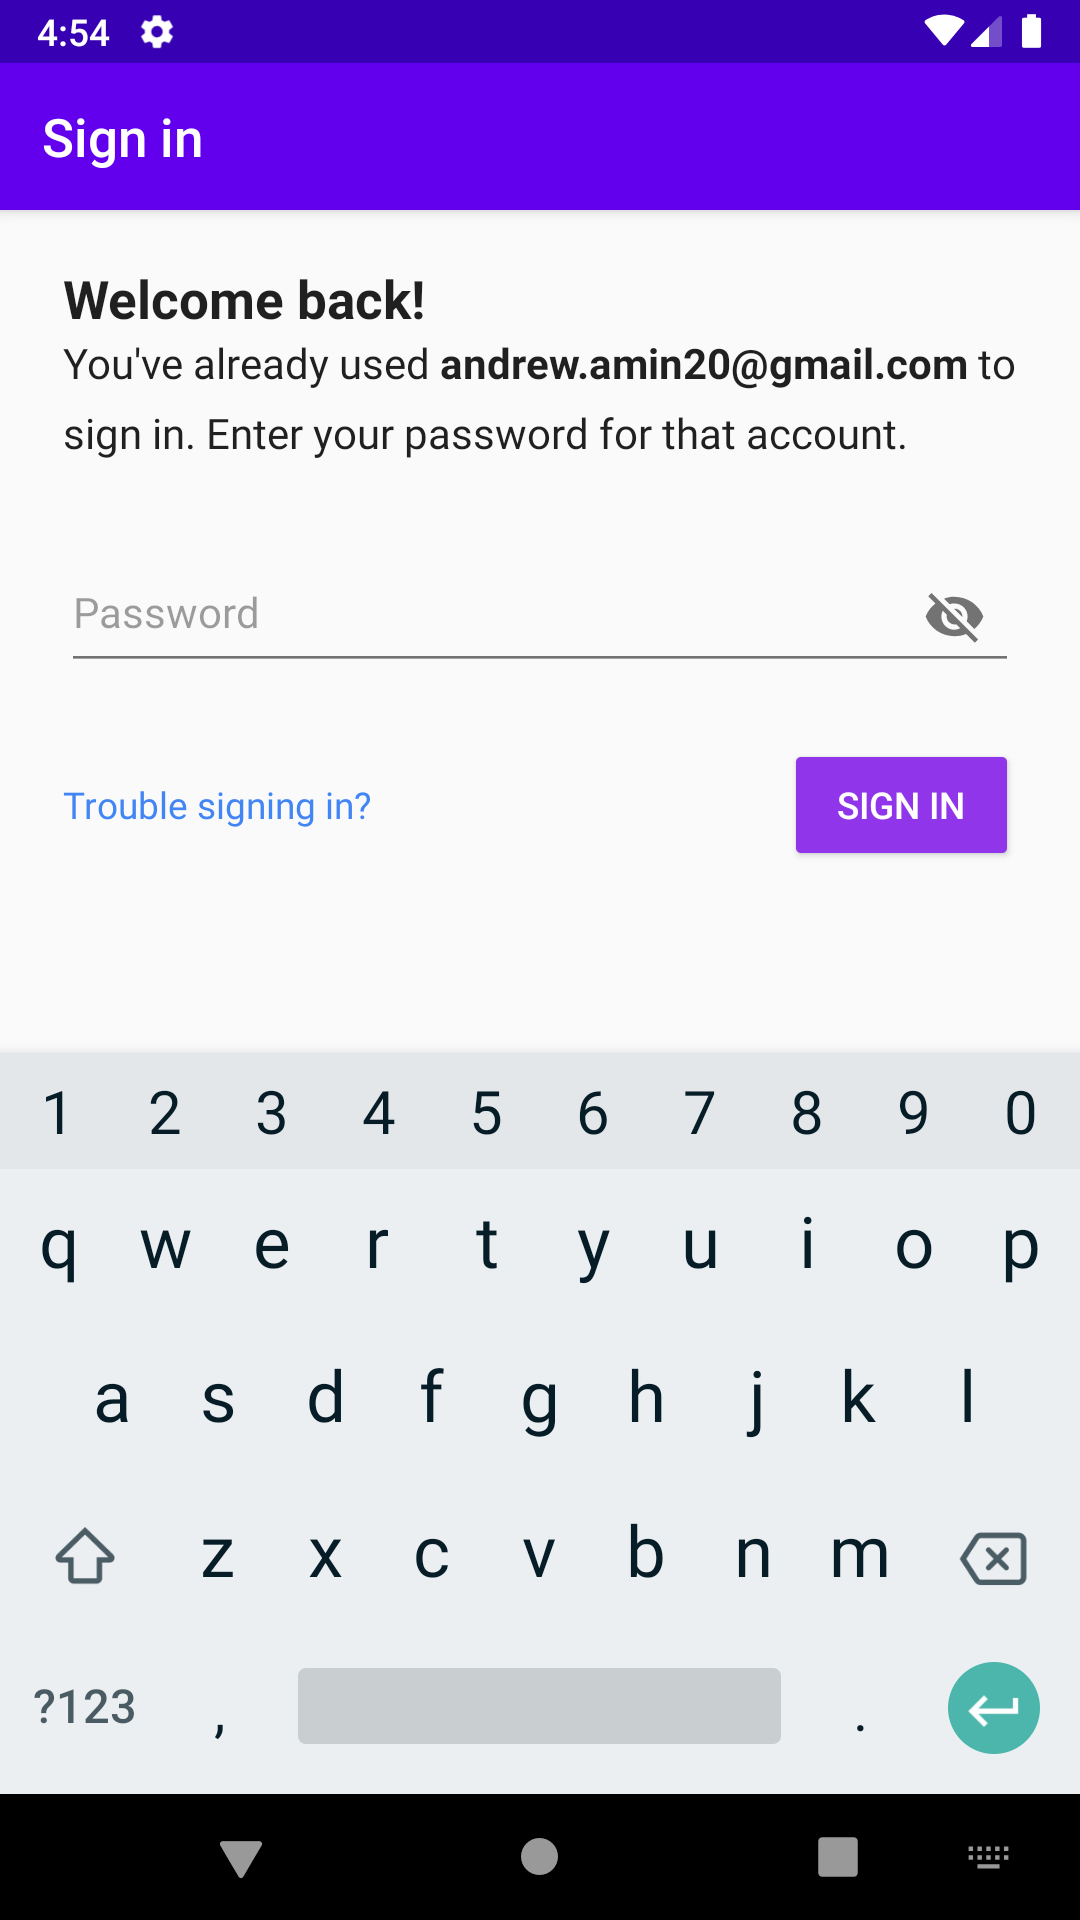 4:54
Sign in
Welcome back!
You've already used andrew.amin20@gmail.com to
sign in. Enter your password for that account.
Password
Trouble signing in?
SIGN IN
1 2 3 4 5 6 7 8 9 0
q w e r t y u i o p
a s d f g h j k l
z x c v b n m
?123 , .